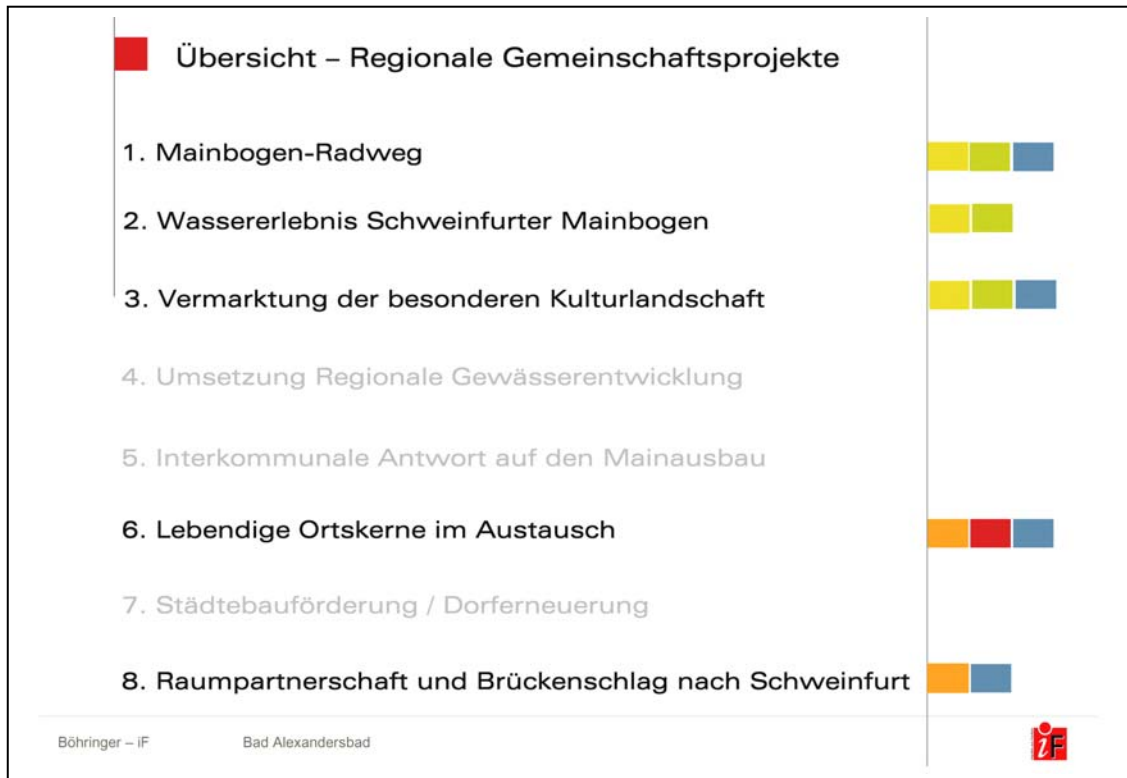 Übersicht – Regionale Gemeinschaftsprojekte
1. Mainbogen-Radweg
2. Wassererlebnis Schweinfurter Mainbogen
3. Vermarktung der besonderen Kulturlandschaft
4. Umsetzung Regionale Gewässerentwicklung
5. Interkommunale Antwort auf den Mainausbau
6. Lebendige Ortskerne im Austausch
7. Städtebauförderung / Dorferneuerung
8. Raumpartnerschaft und Brückenschlag nach Schweinfurt
Böhringer – iF Bad Alexandersbad
iF